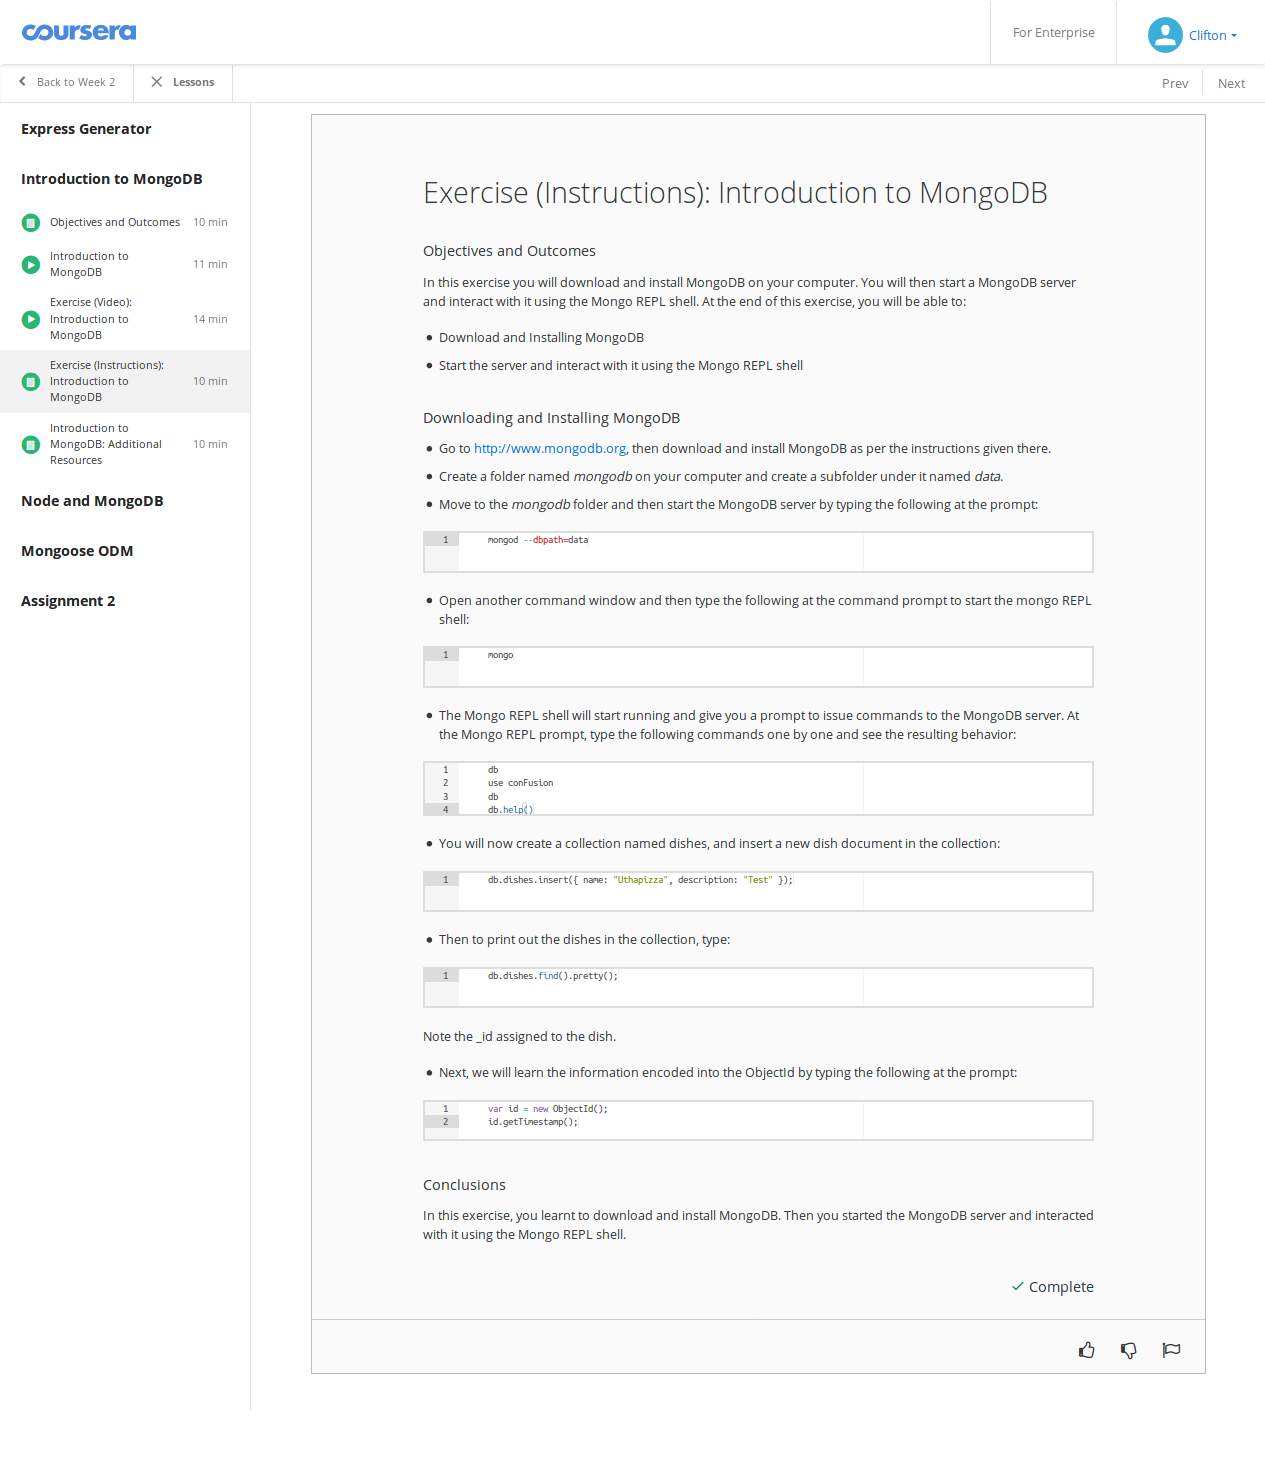 coursera
For Enterprise
Clifton
Back to Week 2
Lessons
Prev
Next
Express Generator
Introduction to MongoDB
Objectives and Outcomes 10 min
Introduction to
MongoDB
11 min
Exercise (Video):
Introduction to
MongoDB
14 min
Exercise (Instructions):
Introduction to
MongoDB
10 min
Introduction to
MongoDB: Additional
Resources
10 min
Node and MongoDB
Mongoose ODM
Assignment 2
Exercise (Instructions): Introduction to MongoDB
Objectives and Outcomes
In this exercise you will download and install MongoDB on your computer. You will then start a MongoDB server
and interact with it using the Mongo REPL shell. At the end of this exercise, you will be able to:
• Download and Installing MongoDB
• Start the server and interact with it using the Mongo REPL shell
Downloading and Installing MongoDB
• Go to http://www.mongodb.org, then download and install MongoDB as per the instructions given there.
• Create a folder named mongodb on your computer and create a subfolder under it named data.
• Move to the mongodb folder and then start the MongoDB server by typing the following at the prompt:
1 mongod --dbpath=data
• Open another command window and then type the following at the command prompt to start the mongo REPL
shell:
1 mongo
• The Mongo REPL shell will start running and give you a prompt to issue commands to the MongoDB server. At
the Mongo REPL prompt, type the following commands one by one and see the resulting behavior:
1 db
2 use conFusion
3 db
4 db.help()
• You will now create a collection named dishes, and insert a new dish document in the collection:
1 db.dishes.insert({ name: "Uthapizza", description: "Test" });
• Then to print out the dishes in the collection, type:
1 db.dishes.find().pretty();
Note the _id assigned to the dish.
• Next, we will learn the information encoded into the ObjectId by typing the following at the prompt:
1 var id = new ObjectId();
2 id.getTimestamp();
Conclusions
In this exercise, you learnt to download and install MongoDB. Then you started the MongoDB server and interacted
with it using the Mongo REPL shell.
Complete